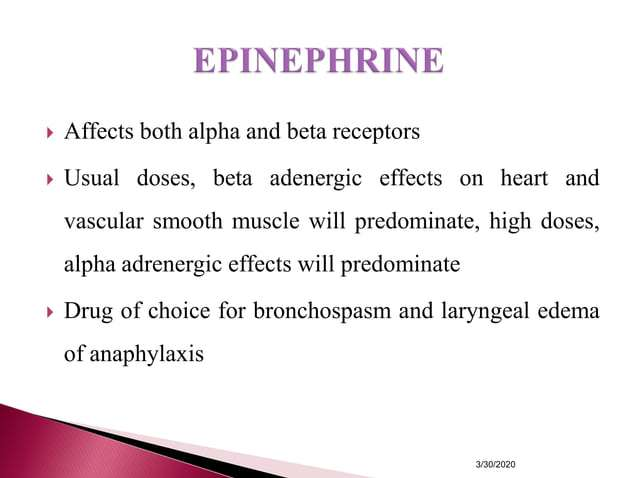 EPINEPHRINE
Affects both alpha and beta receptors
Usual doses, beta adenergic effects on heart and
vascular smooth muscle will predominate, high doses,
alpha adrenergic effects will predominate
Drug of choice for bronchospasm and laryngeal edema
of anaphylaxis
3/30/2020